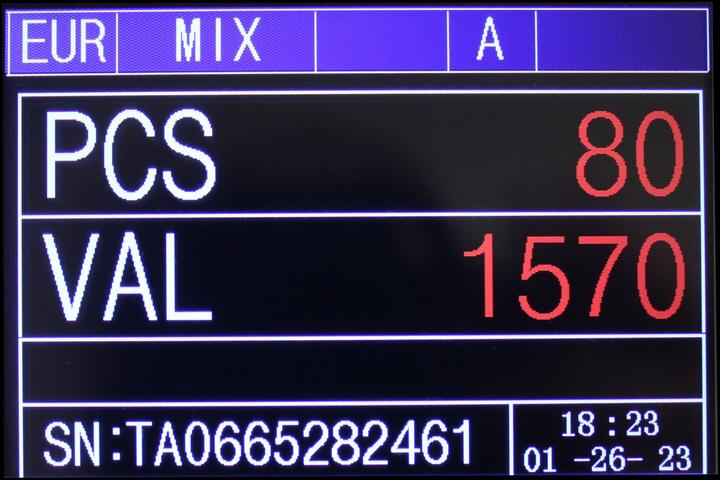 EUR MIX A
PCS 80
VAL 1570
SN:TA0665282461
18:23
01-26-23